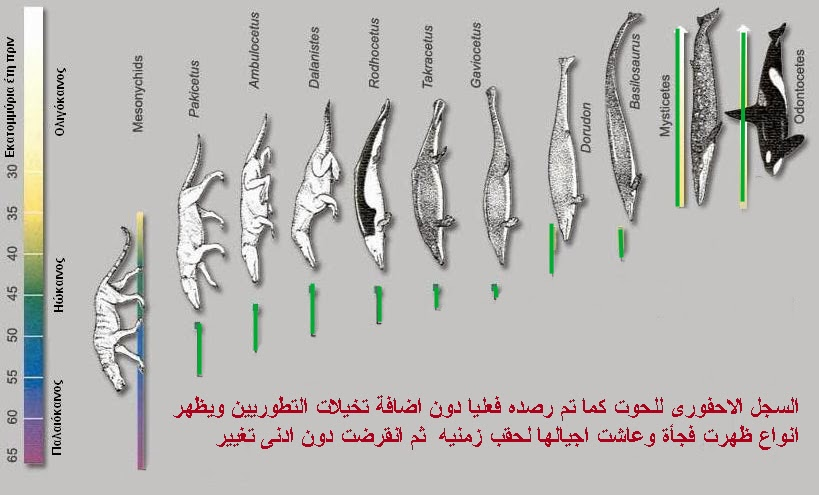 Εκατομμύρια έτη πριν
30
35
40
45
50
55
60
65
Ολιγόκαινος
Ηώκαινος
Παλαιόκαινος
Mesonychids
Pakicetus
Ambulocetus
Dalanistes
Rodhocetus
Takracetus
Gaviocetus
Dorudon
Basilosaurus
Mysticetes
Odontocetes
السجل الاحفورى للحوت كما تم رصده فعليا دون اضافة تخيلات التطوريين ويظهر
انواع ظهرت فجأة وعاشت اجيالها لحقب زمنيه ثم انقرضت دون ادنى تغيير